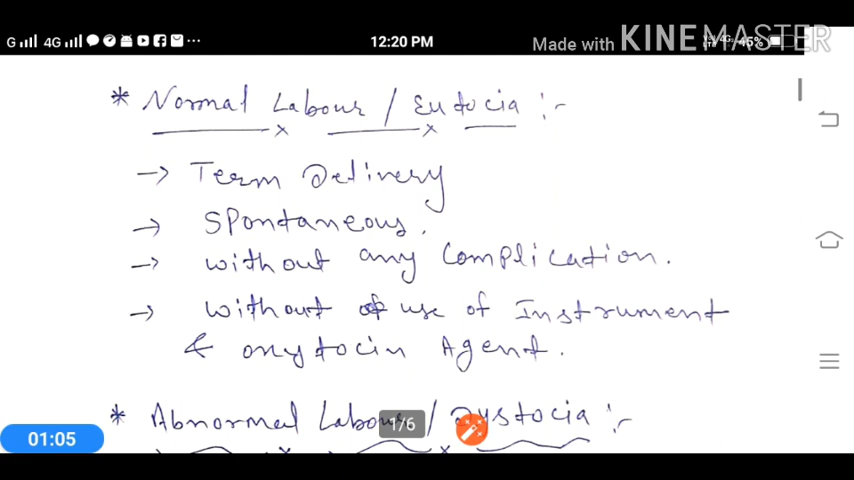 G 4G 12:20 PM 45%
Made with KINEMASTER
* Normal Labour / Eutocia :-
→ Term Delivery
→ Spontaneous.
→ without any Complication.
→ without of use of Instrument
& oxytocin Agent.
* Abnormal Labour / Dystocia :-
1/6
01:05